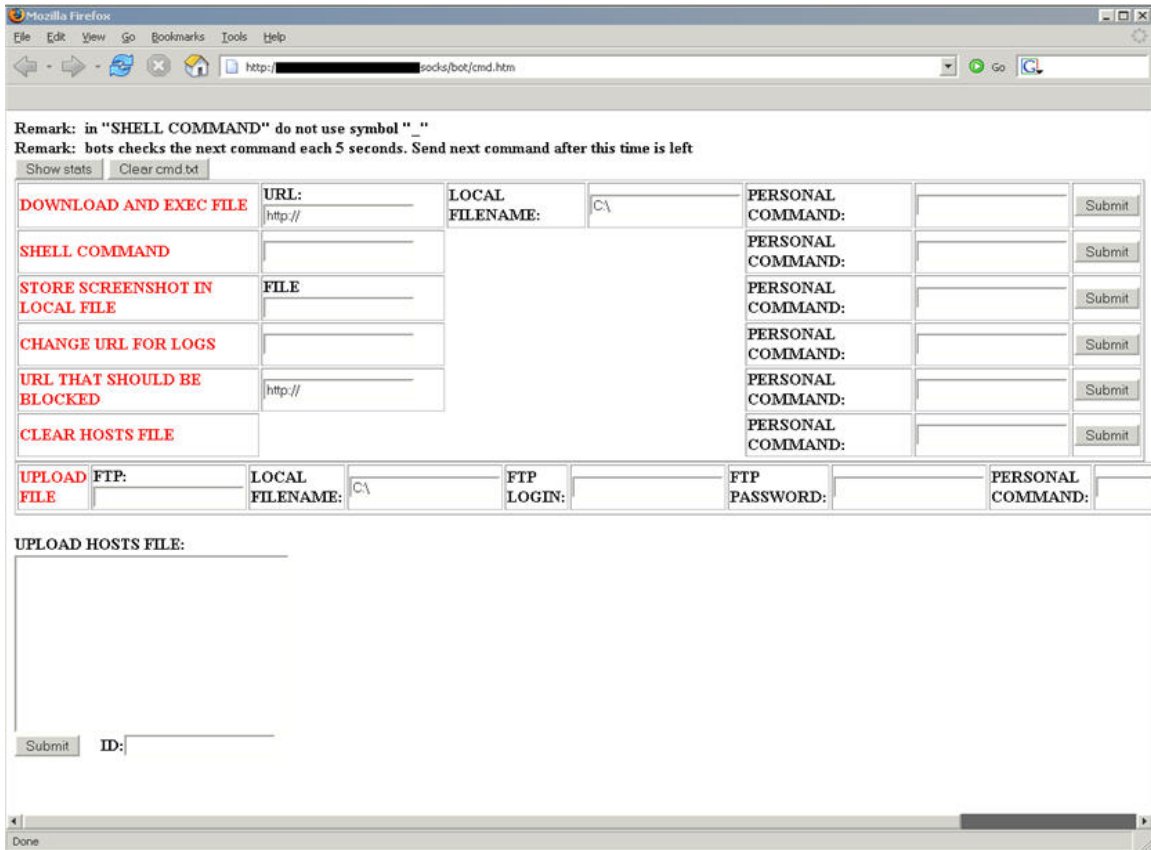 Mozilla Firefox
File Edit View Go Bookmarks Tools Help
http:/ socks/bot/cmd.htm Go G
Remark: in "SHELL COMMAND" do not use symbol "_"
Remark: bots checks the next command each 5 seconds. Send next command after this time is left
Show stats Clear cmd.txt
DOWNLOAD AND EXEC FILE URL: http:// LOCAL FILENAME: C:\ PERSONAL COMMAND: Submit
SHELL COMMAND PERSONAL COMMAND: Submit
STORE SCREENSHOT IN LOCAL FILE FILE PERSONAL COMMAND: Submit
CHANGE URL FOR LOGS PERSONAL COMMAND: Submit
URL THAT SHOULD BE BLOCKED http:// PERSONAL COMMAND: Submit
CLEAR HOSTS FILE PERSONAL COMMAND: Submit
UPLOAD FILE FTP: LOCAL FILENAME: C:\ FTP LOGIN: FTP PASSWORD: PERSONAL COMMAND:
UPLOAD HOSTS FILE:
Submit ID:
Done